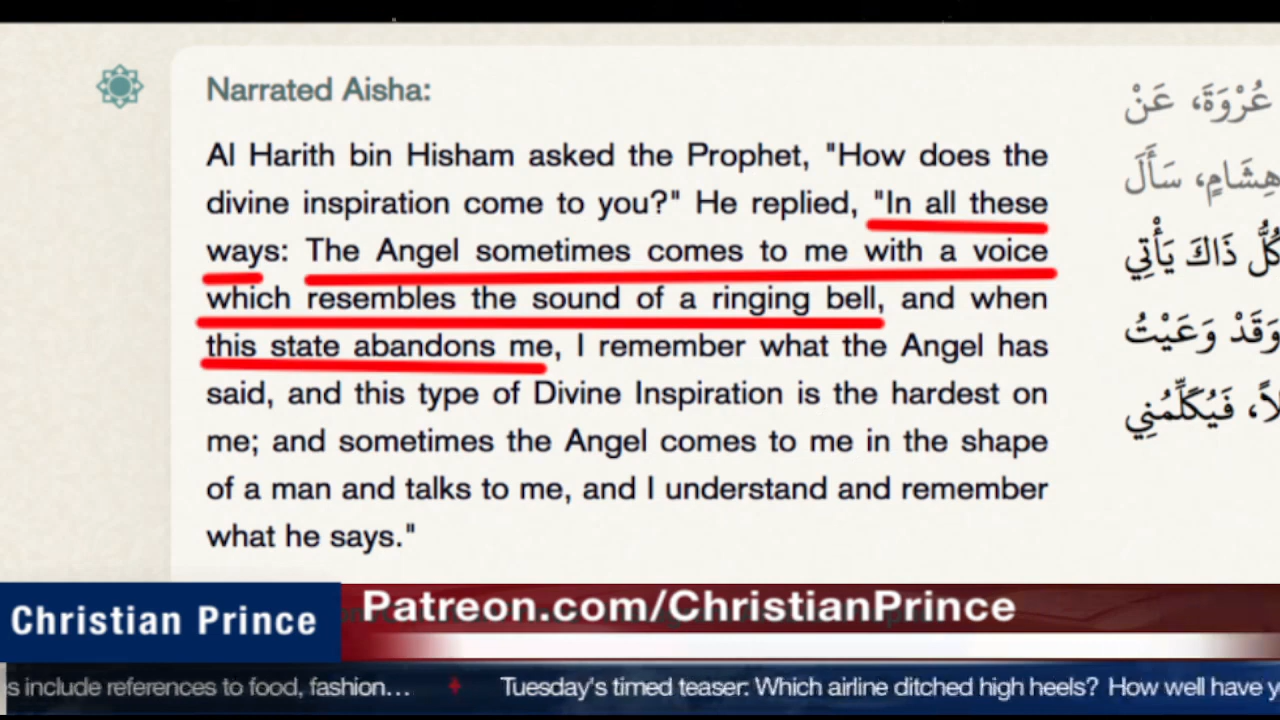 Narrated Aisha:
Al Harith bin Hisham asked the Prophet, "How does the
divine inspiration come to you?" He replied, "In all these
ways: The Angel sometimes comes to me with a voice
which resembles the sound of a ringing bell, and when
this state abandons me, I remember what the Angel has
said, and this type of Divine Inspiration is the hardest on
me; and sometimes the Angel comes to me in the shape
of a man and talks to me, and I understand and remember
what he says."
عُرْوَةَ، عَنْ
هِشَامٍ، سَأَلَ
كُلُّ ذَاكَ يَأْتِي
وَقَدْ وَعَيْتُ
فَيُكَلِّمُنِي
Christian Prince
Patreon.com/ChristianPrince
include references to food, fashion... Tuesday's timed teaser: Which airline ditched high heels? How well have